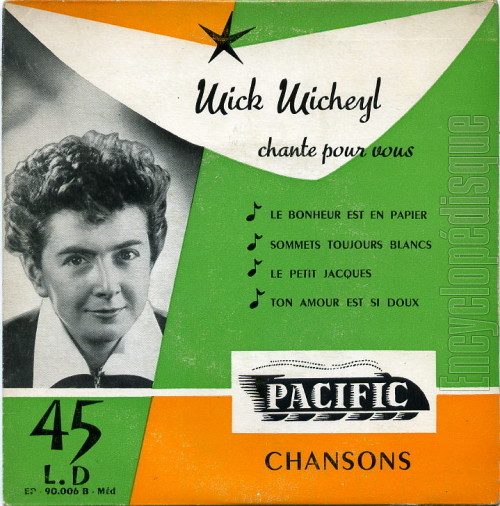 Mick Micheyl
chante pour vous
LE BONHEUR EST EN PAPIER
SOMMETS TOUJOURS BLANCS
LE PETIT JACQUES
TON AMOUR EST SI DOUX
PACIFIC
CHANSONS
45
L.D
EP - 90.006 B - Méd
Encyclopédisque